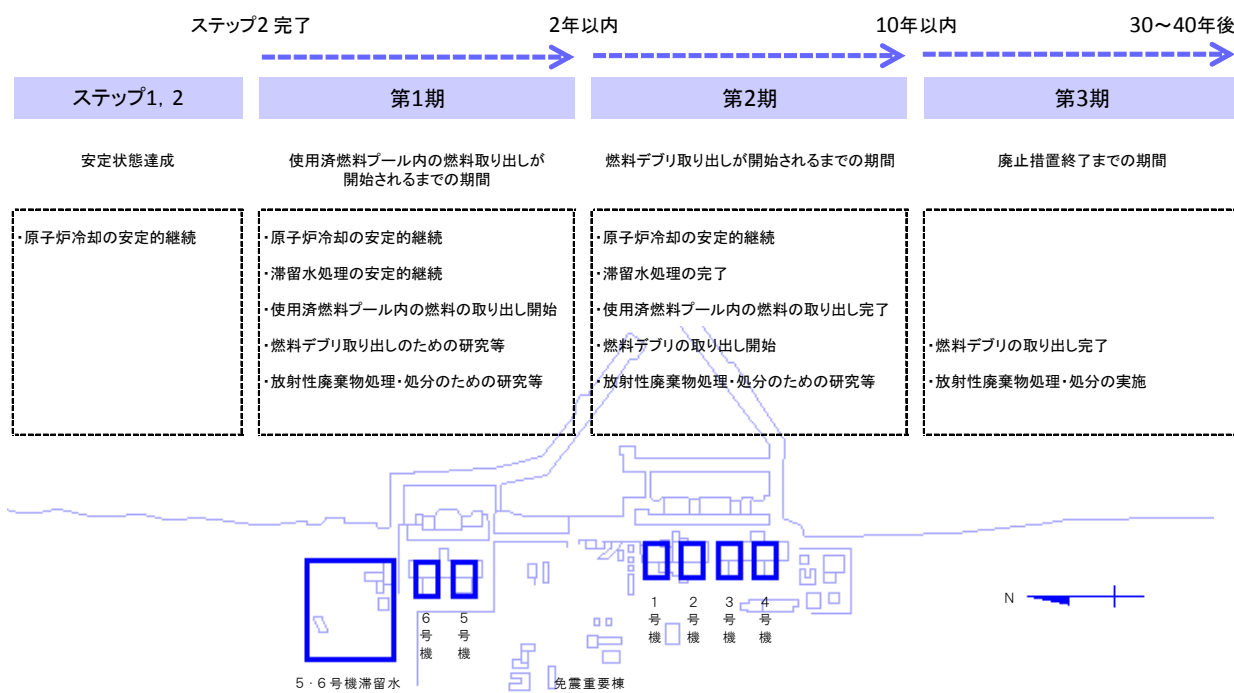 ステップ2 完了
2年以内
10年以内
30～40年後
ステップ1，2
第1期
第2期
第3期
安定状態達成
使用済燃料プール内の燃料取り出しが
開始されるまでの期間
燃料デブリ取り出しが開始されるまでの期間
廃止措置終了までの期間
・原子炉冷却の安定的継続
・原子炉冷却の安定的継続
・滞留水処理の安定的継続
・使用済燃料プール内の燃料の取り出し開始
・燃料デブリ取り出しのための研究等
・放射性廃棄物処理・処分のための研究等
・原子炉冷却の安定的継続
・滞留水処理の完了
・使用済燃料プール内の燃料の取り出し完了
・燃料デブリの取り出し開始
・放射性廃棄物処理・処分のための研究等
・燃料デブリの取り出し完了
・放射性廃棄物処理・処分の実施
6号機
5号機
1号機
2号機
3号機
4号機
N
5・6号機滞留水
免震重要棟